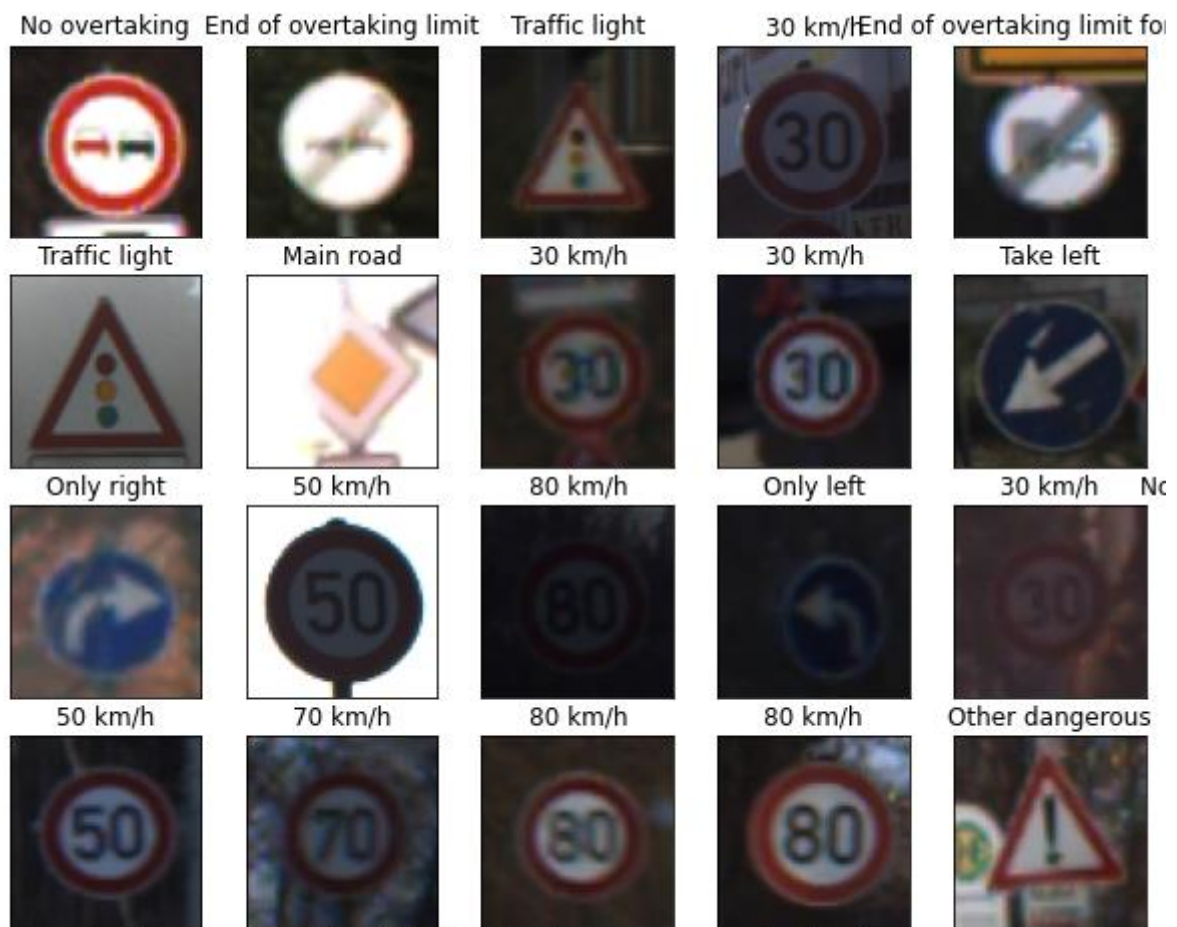 No overtaking End of overtaking limit Traffic light 30 km/h End of overtaking limit for
30
Traffic light Main road 30 km/h 30 km/h Take left
30 30
Only right 50 km/h 80 km/h Only left 30 km/h No
50 80 30
50 km/h 70 km/h 80 km/h 80 km/h Other dangerous
50 70 80 80